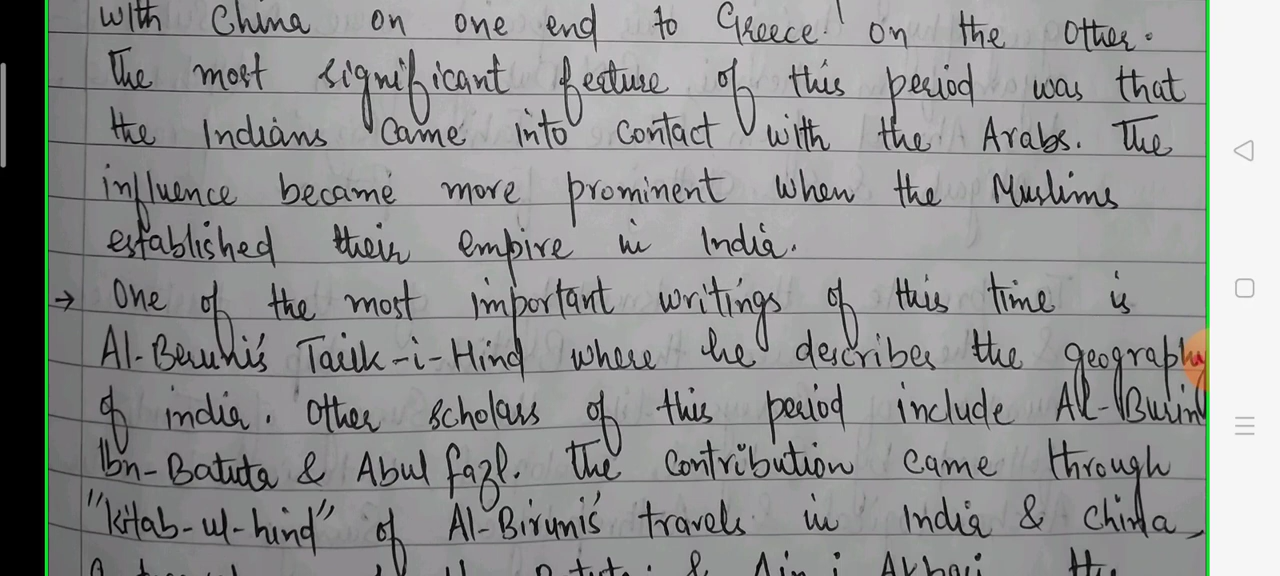 with China on one end to Greece on the other.
The most significant feature of this period was that
the Indians came into contact with the Arabs. The
influence became more prominent when the Muslims
established their empire in India.
→ One of the most important writings of this time is
Al-Beruni's Taiik-i-Hind where he describes the geography
of india. Other scholars of this period include Al-
Ibn-Batuta & Abul fazl. The contribution came through
"kitab-ul-hind" of Al-Biruni's travels in India & china